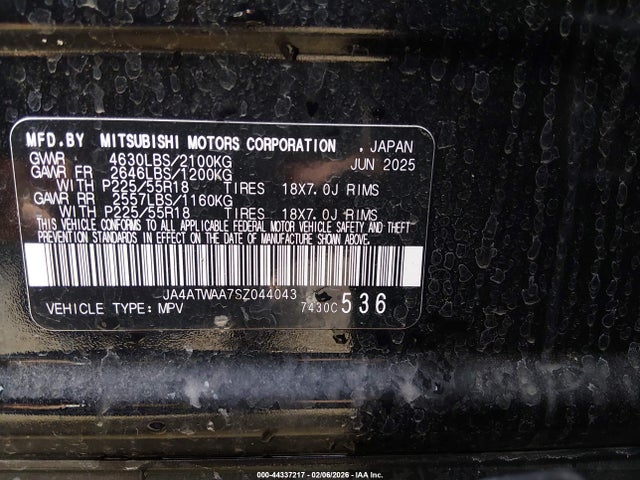 MFD.BY MITSUBISHI MOTORS CORPORATION . JAPAN
GVWR 4630LBS/2100KG JUN 2025
GAWR FR 2646LBS/1200KG
WITH P225/55R18 TIRES 18X7.0J RIMS
GAWR RR 2557LBS/1160KG
WITH P225/55R18 TIRES 18X7.0J RIMS
THIS VEHICLE CONFORMS TO ALL APPLICABLE FEDERAL MOTOR VEHICLE SAFETY AND THEFT
PREVENTION STANDARDS IN EFFECT ON THE DATE OF MANUFACTURE SHOWN ABOVE.
JA4ATWAA7SZ044043
VEHICLE TYPE:MPV 7430C 536
000-44337217 - 02/06/2026 - IAA Inc.